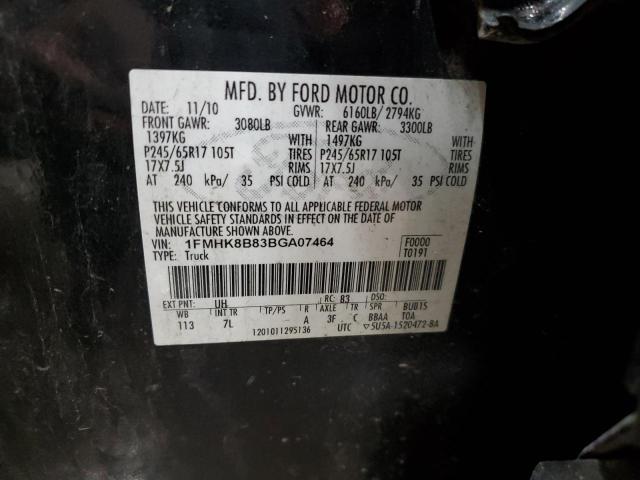 MFD. BY FORD MOTOR CO.
DATE: 11/10 GVWR: 6160LB/ 2794KG
FRONT GAWR: 3080LB REAR GAWR: 3300LB
1397KG WITH 1497KG WITH
P245/65R17 105T TIRES P245/65R17 105T TIRES
17X7.5J RIMS 17X7.5J RIMS
AT 240 kPa/ 35 PSI COLD AT 240 kPa/ 35 PSI COLD
THIS VEHICLE CONFORMS TO ALL APPLICABLE FEDERAL MOTOR
VEHICLE SAFETY STANDARDS IN EFFECT ON THE DATE OF
MANUFACTURE SHOWN ABOVE.
VIN: 1FMHK8B83BGA07464 F0000
TYPE: Truck T0191
EXT PNT: UH RC: 83 DSO:
WB INT TR TP/PS R AXLE TR SPR BUB15
113 7L A 3F C BBAA TOA
1201011295136 UTC ▽5U5A-1520472-BA